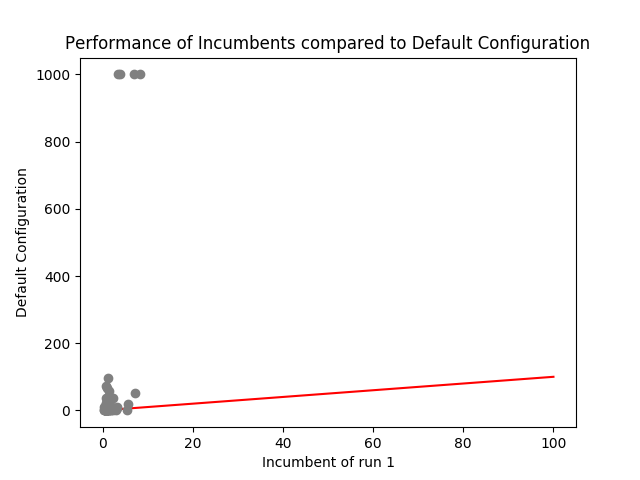 Performance of Incumbents compared to Default Configuration
1000
800
600
400
200
0
Default Configuration
0 20 40 60 80 100
Incumbent of run 1